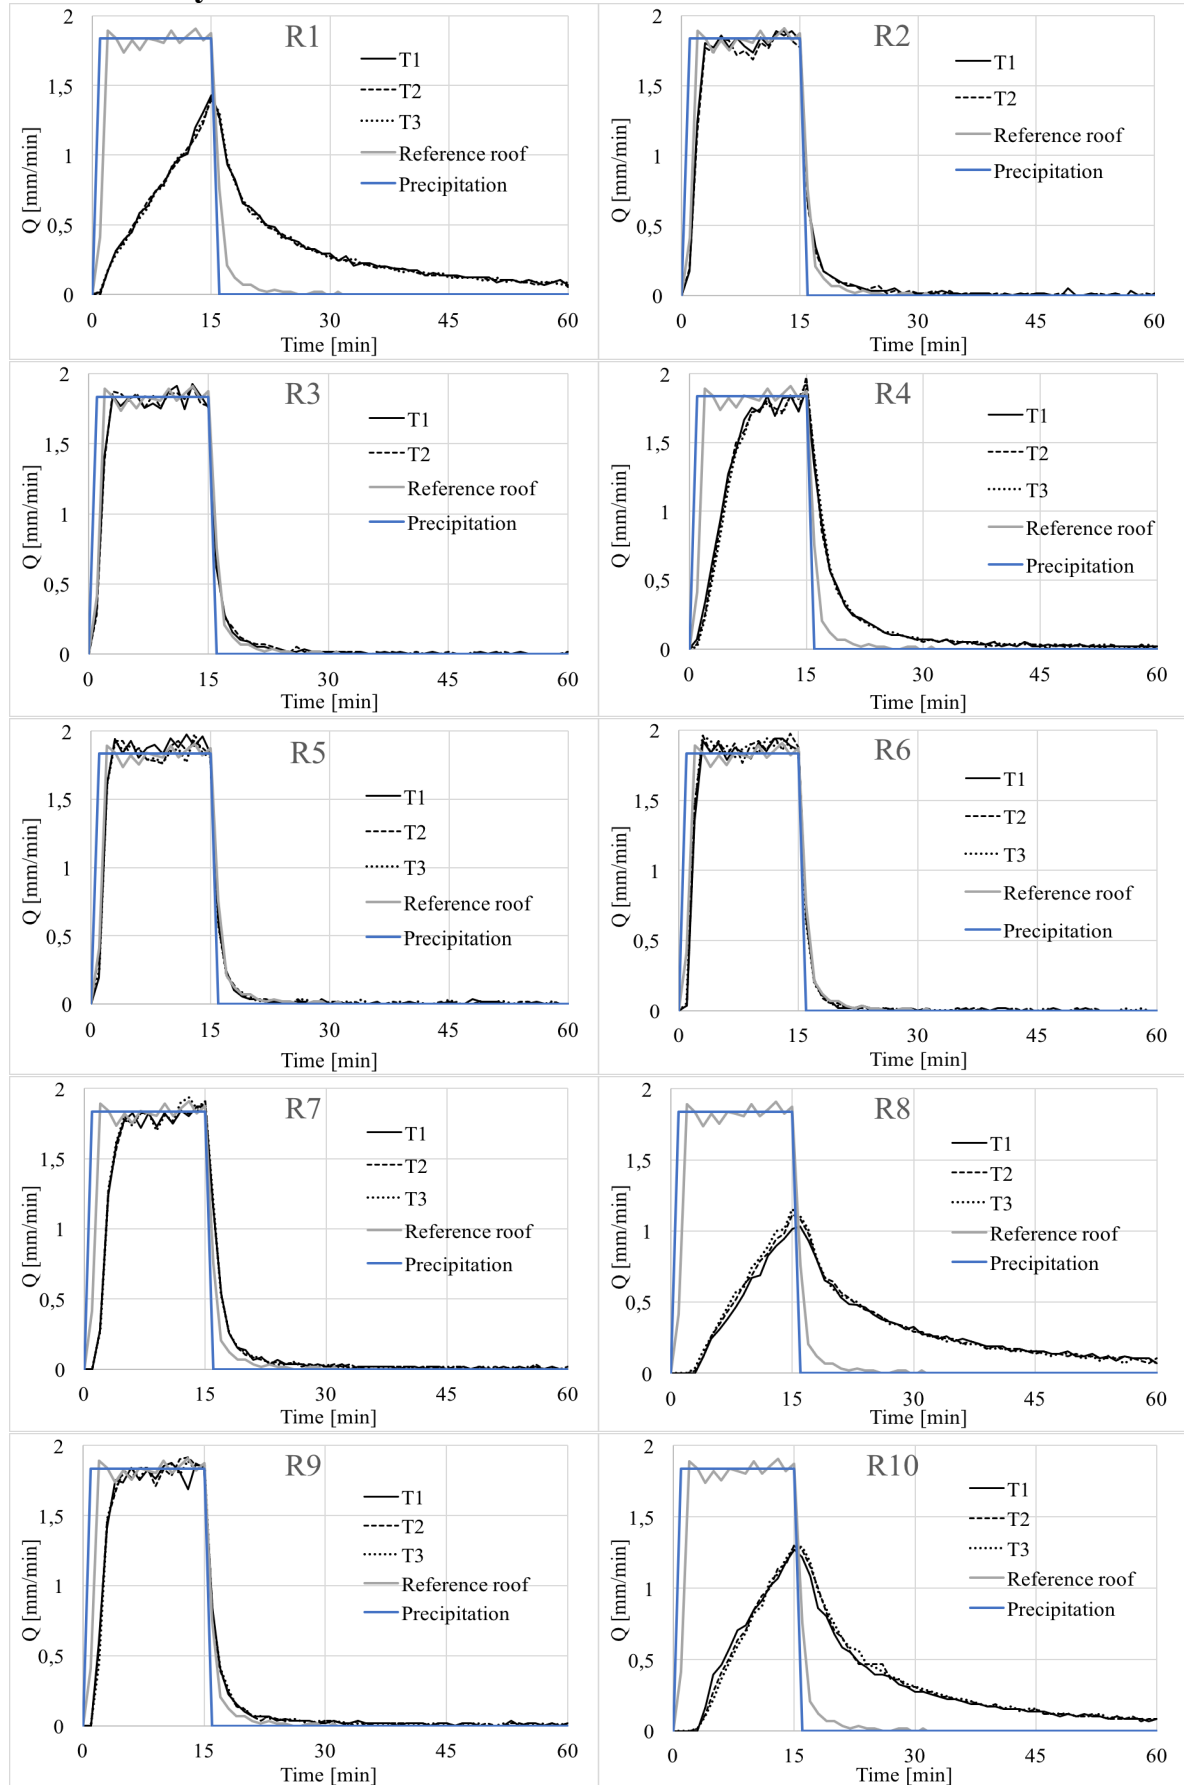 R1
2
1,5
1
0,5
0
Q [mm/min]
T1
T2
T3
Reference roof
Precipitation
0 15 30 45 60
Time [min]
R2
2
1,5
1
0,5
0
Q [mm/min]
T1
T2
Reference roof
Precipitation
0 15 30 45 60
Time [min]
R3
2
1,5
1
0,5
0
Q [mm/min]
T1
T2
Reference roof
Precipitation
0 15 30 45 60
Time [min]
R4
2
1,5
1
0,5
0
Q [mm/min]
T1
T2
T3
Reference roof
Precipitation
0 15 30 45 60
Time [min]
R5
2
1,5
1
0,5
0
Q [mm/min]
T1
T2
T3
Reference roof
Precipitation
0 15 30 45 60
Time [min]
R6
2
1,5
1
0,5
0
Q [mm/min]
T1
T2
T3
Reference roof
Precipitation
0 15 30 45 60
Time [min]
R7
2
1,5
1
0,5
0
Q [mm/min]
T1
T2
T3
Reference roof
Precipitation
0 15 30 45 60
Time [min]
R8
2
1,5
1
0,5
0
Q [mm/min]
T1
T2
T3
Reference roof
Precipitation
0 15 30 45 60
Time [min]
R9
2
1,5
1
0,5
0
Q [mm/min]
T1
T2
T3
Reference roof
Precipitation
0 15 30 45 60
Time [min]
R10
2
1,5
1
0,5
0
Q [mm/min]
T1
T2
T3
Reference roof
Precipitation
0 15 30 45 60
Time [min]